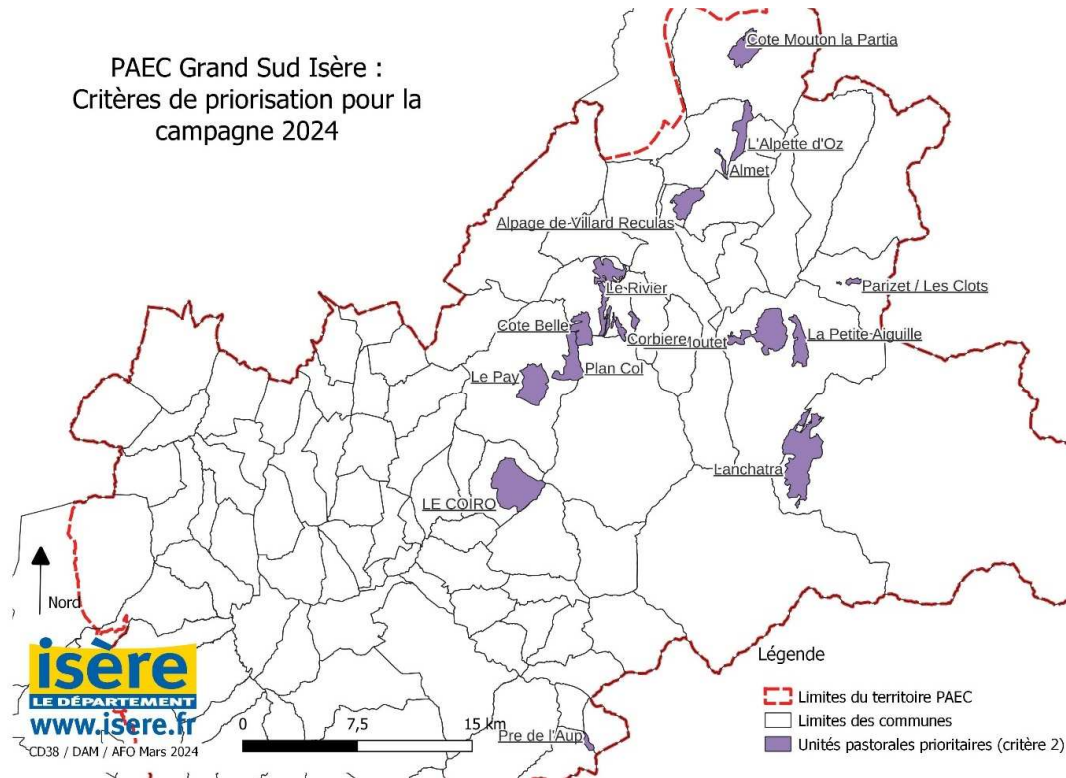 PAEC Grand Sud Isère :
Critères de priorisation pour la
campagne 2024
Cote Mouton la Partia
L'Alpette d'Oz
Almet
Alpage de Villard Reculas
Le Rivier
Parizet / Les Clots
Cote Belle
Corbiere
La Petite Aiguille
Le Pay
Plan Col
Lanchatra
LE COIRO
Nord
isère
LE DÉPARTEMENT
www.isere.fr
CD38 / DAM / AFO Mars 2024
0 7,5 15 km
Pre de l'Aup
Légende
Limites du territoire PAEC
Limites des communes
Unités pastorales prioritaires (critère 2)